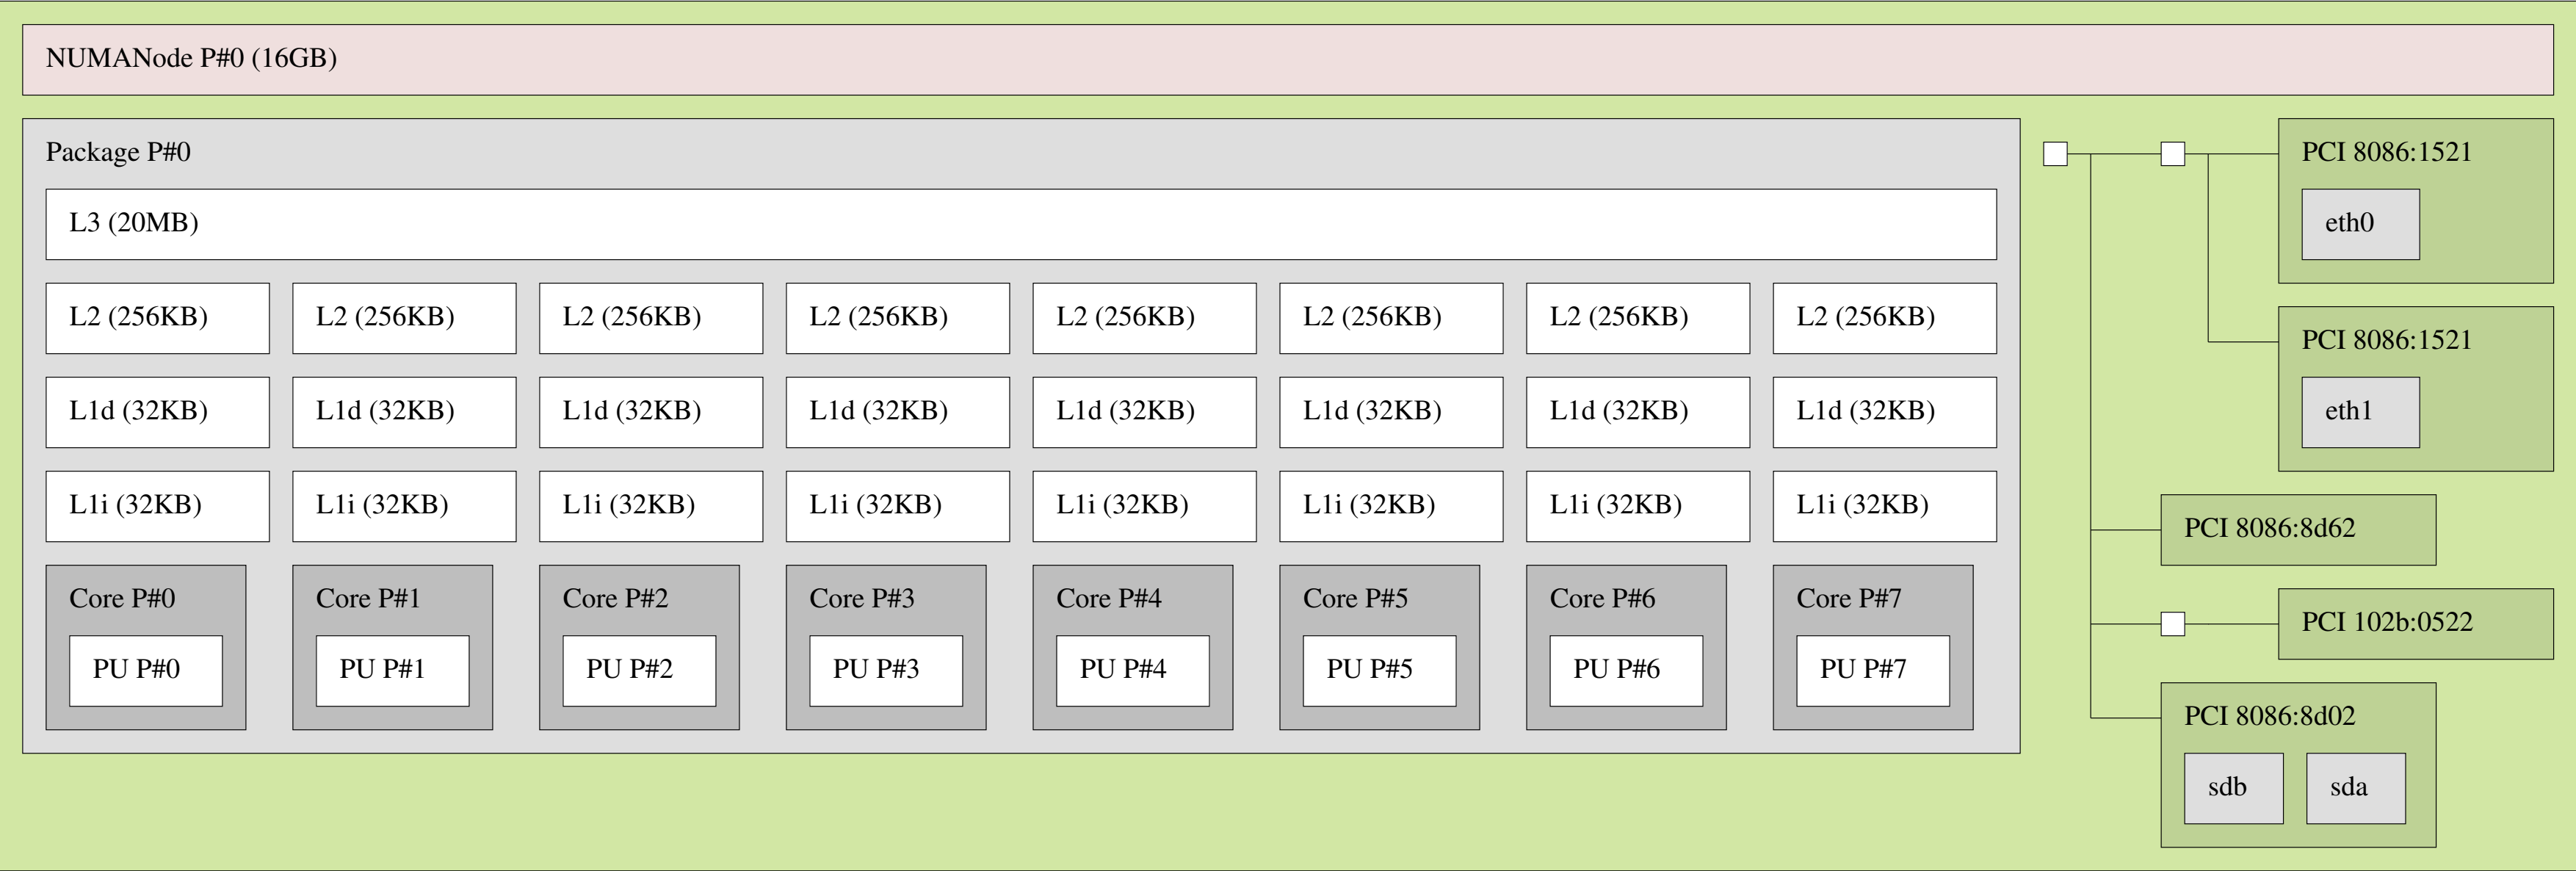 NUMANode P#0 (16GB)
Package P#0
L3 (20MB)
L2 (256KB) L2 (256KB) L2 (256KB) L2 (256KB) L2 (256KB) L2 (256KB) L2 (256KB) L2 (256KB)
L1d (32KB) L1d (32KB) L1d (32KB) L1d (32KB) L1d (32KB) L1d (32KB) L1d (32KB) L1d (32KB)
L1i (32KB) L1i (32KB) L1i (32KB) L1i (32KB) L1i (32KB) L1i (32KB) L1i (32KB) L1i (32KB)
Core P#0 Core P#1 Core P#2 Core P#3 Core P#4 Core P#5 Core P#6 Core P#7
PU P#0 PU P#1 PU P#2 PU P#3 PU P#4 PU P#5 PU P#6 PU P#7
PCI 8086:1521
eth0
PCI 8086:1521
eth1
PCI 8086:8d62
PCI 102b:0522
PCI 8086:8d02
sdb sda